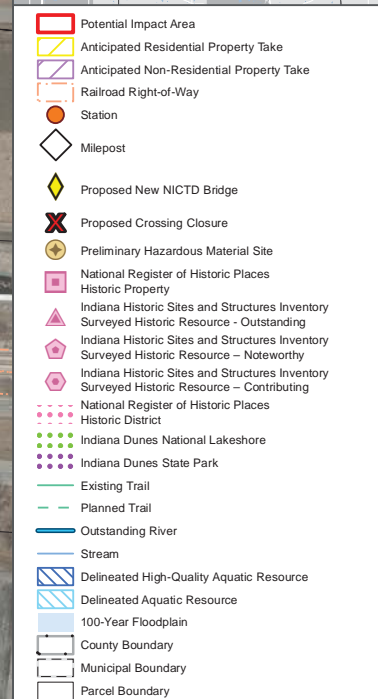 Potential Impact Area
Anticipated Residential Property Take
Anticipated Non-Residential Property Take
Railroad Right-of-Way
Station
Milepost
Proposed New NICTD Bridge
Proposed Crossing Closure
Preliminary Hazardous Material Site
National Register of Historic Places
Historic Property
Indiana Historic Sites and Structures Inventory
Surveyed Historic Resource - Outstanding
Indiana Historic Sites and Structures Inventory
Surveyed Historic Resource – Noteworthy
Indiana Historic Sites and Structures Inventory
Surveyed Historic Resource – Contributing
National Register of Historic Places
Historic District
Indiana Dunes National Lakeshore
Indiana Dunes State Park
Existing Trail
Planned Trail
Outstanding River
Stream
Delineated High-Quality Aquatic Resource
Delineated Aquatic Resource
100-Year Floodplain
County Boundary
Municipal Boundary
Parcel Boundary